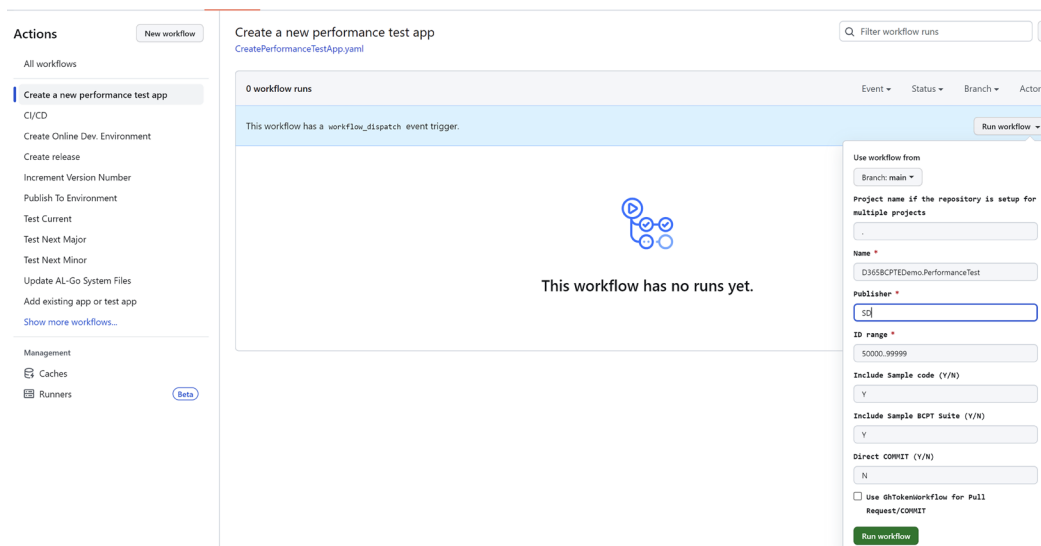 Actions
New workflow
All workflows
Create a new performance test app
CI/CD
Create Online Dev. Environment
Create release
Increment Version Number
Publish To Environment
Test Current
Test Next Major
Test Next Minor
Update AL-Go System Files
Add existing app or test app
Show more workflows...
Management
Caches
Runners
Beta
Create a new performance test app
CreatePerformanceTestApp.yaml
Filter workflow runs
0 workflow runs
Event
Status
Branch
Actor
This workflow has a workflow_dispatch event trigger.
Run workflow
This workflow has no runs yet.
Use workflow from
Branch: main
Project name if the repository is setup for
multiple projects
.
Name *
D365BCPTEDemo.PerformanceTest
Publisher *
SD
ID range *
50000..99999
Include Sample code (Y/N)
Y
Include Sample BCPT Suite (Y/N)
Y
Direct COMMIT (Y/N)
N
Use GhTokenWorkflow for Pull
Request/COMMIT
Run workflow